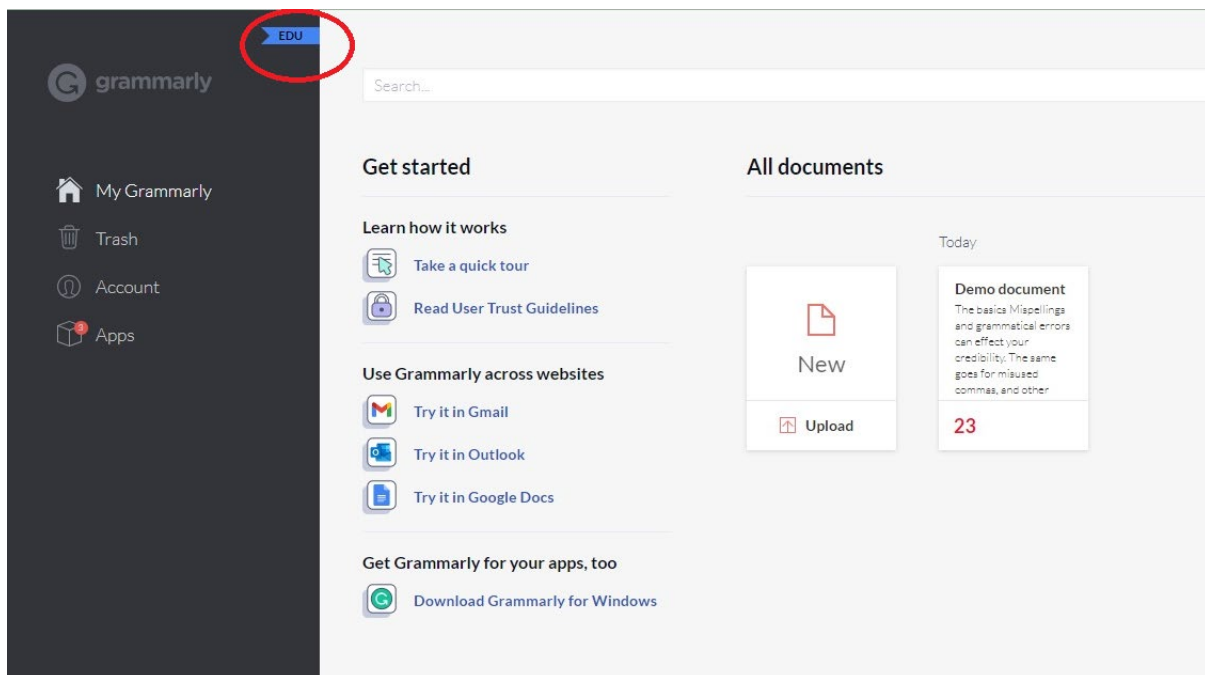 EDU
grammarly
Search...
My Grammarly
Trash
Account
3
Apps
Get started
Learn how it works
Take a quick tour
Read User Trust Guidelines
Use Grammarly across websites
Try it in Gmail
Try it in Outlook
Try it in Google Docs
Get Grammarly for your apps, too
Download Grammarly for Windows
All documents
Today
New
Upload
Demo document
The basics Mispellings
and grammatical errors
can effect your
credibility. The same
goes for misused
commas, and other
23